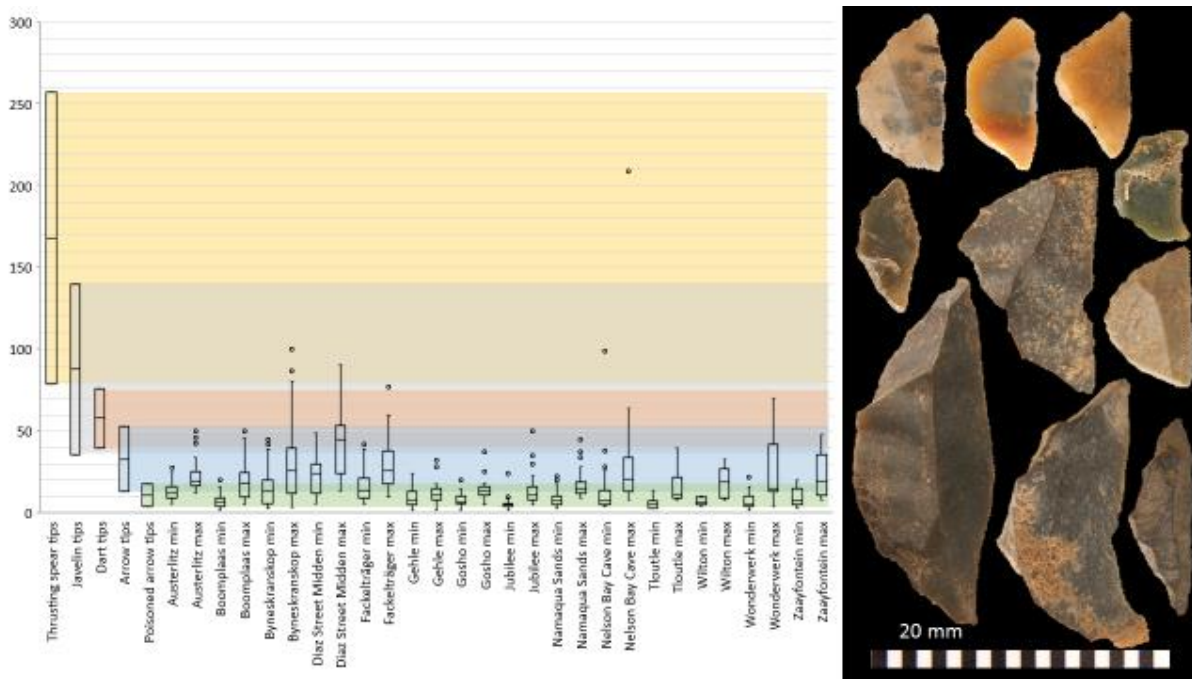 300
250
200
150
100
50
0
Thrusting spear tips
Javelin tips
Dart tips
Arrow tips
Poisoned arrow tips
Austerlitz min
Austerlitz max
Boomplaas min
Boomplaas max
Byneskranskop min
Byneskranskop max
Diaz Street Midden min
Diaz Street Midden max
Fackelträger min
Fackelträger max
Gehle min
Gehle max
Gosho min
Gosho max
Jubilee min
Jubilee max
Namaqua Sands min
Namaqua Sands max
Nelson Bay Cave min
Nelson Bay Cave max
Tloutle min
Tloutle max
Wilton min
Wilton max
Wonderwerk min
Wonderwerk max
Zaayfontein min
Zaayfontein max
20 mm